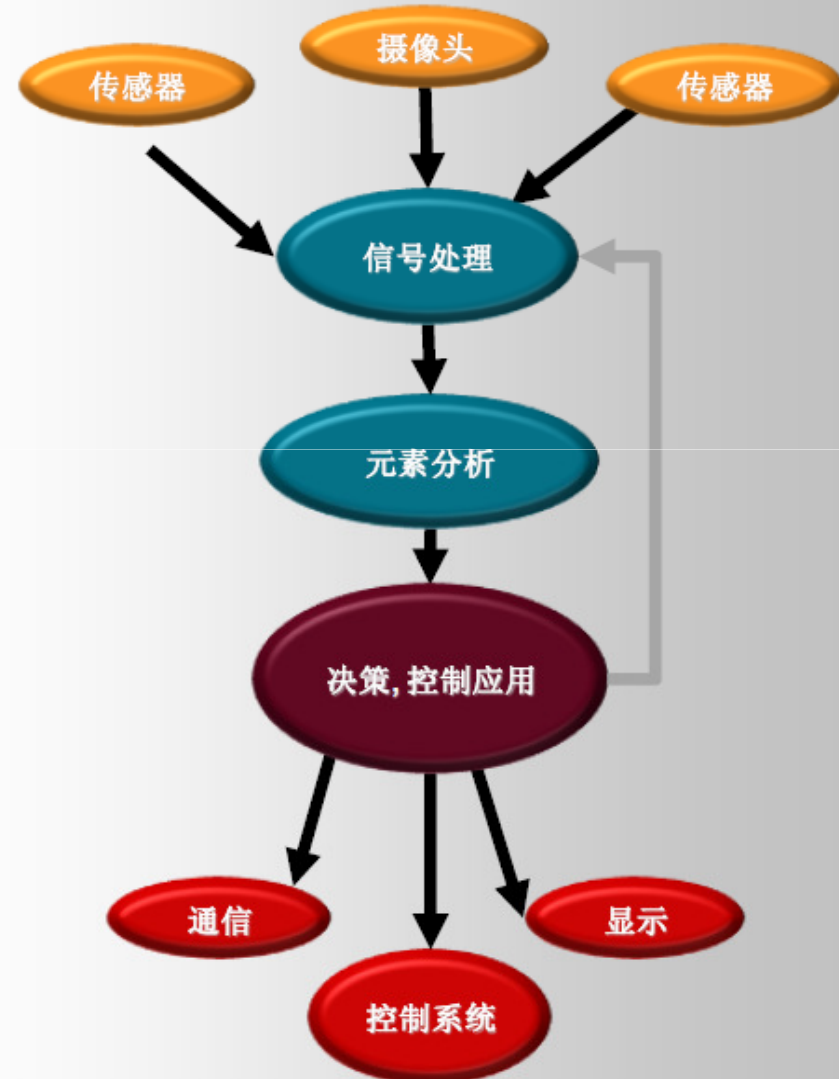 摄像头
传感器
传感器
信号处理
元素分析
决策, 控制应用
通信
显示
控制系统